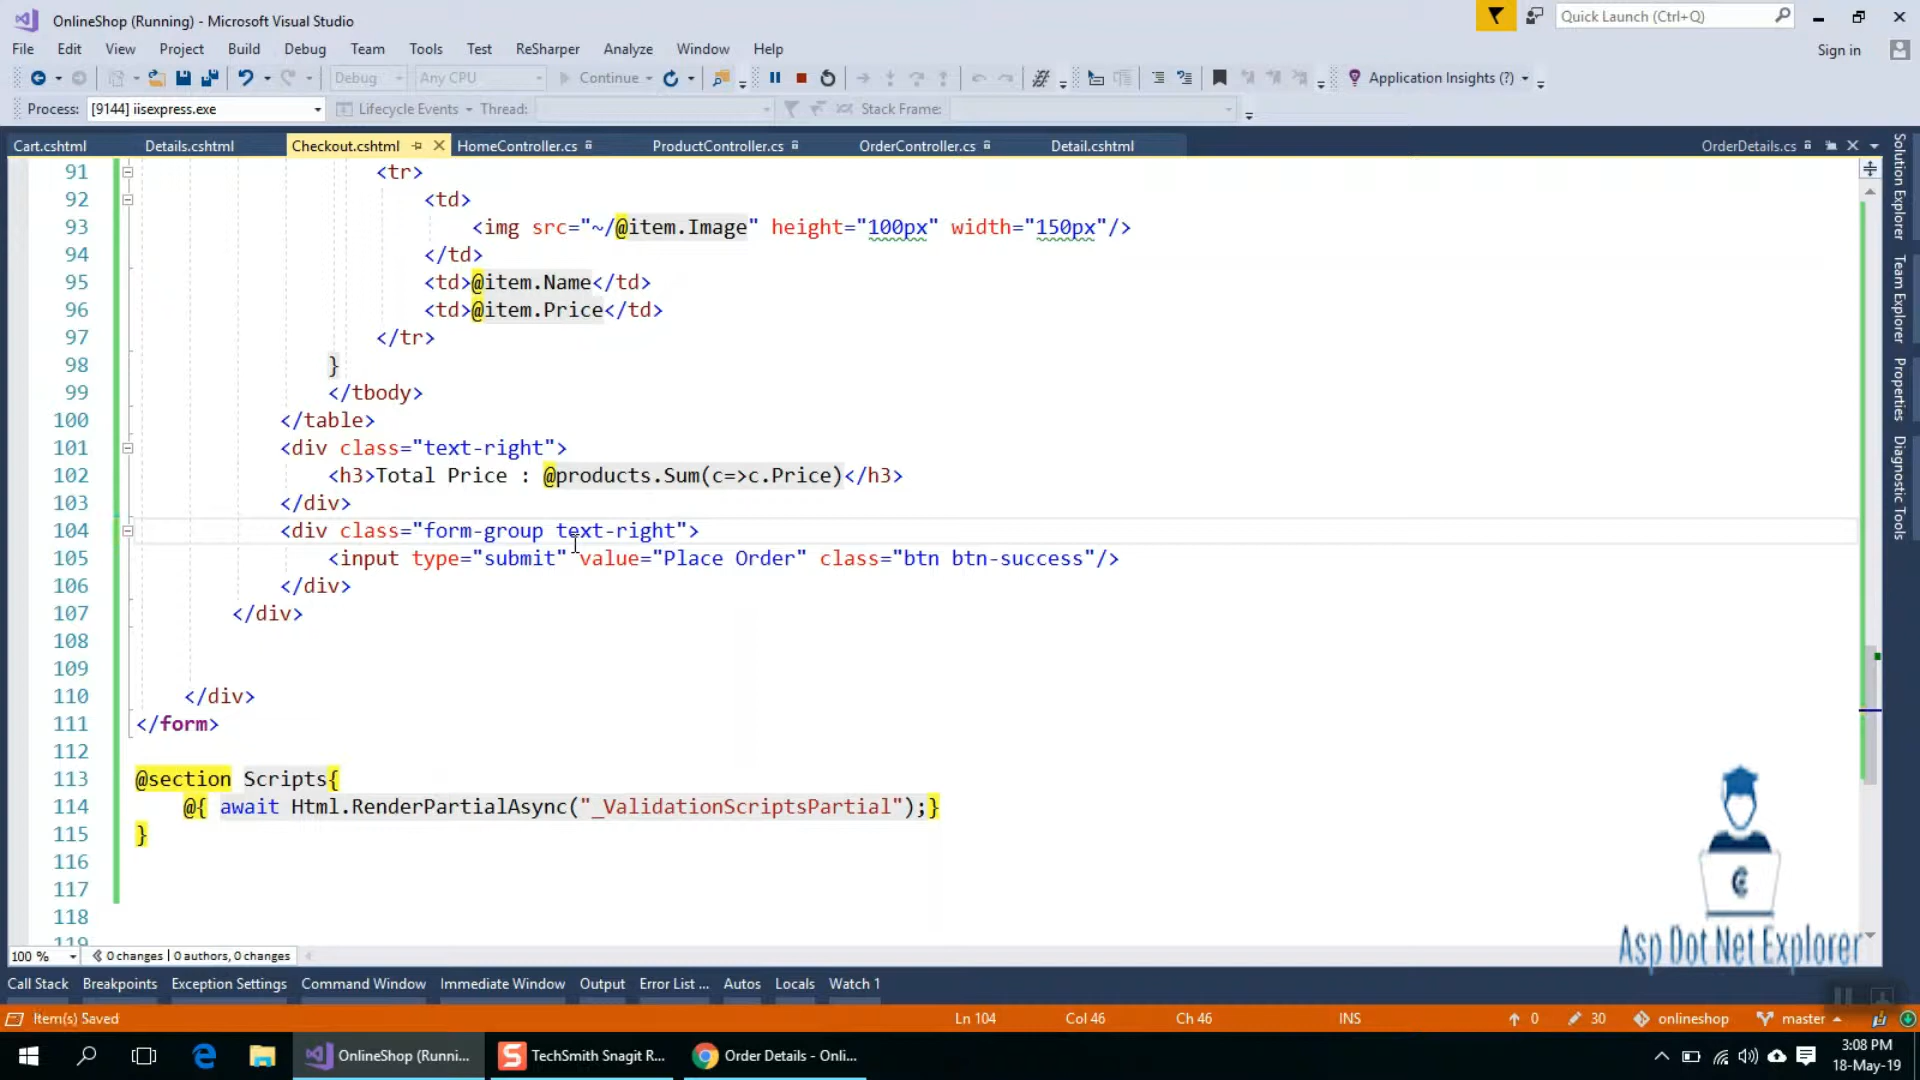 OnlineShop (Running) - Microsoft Visual Studio
Quick Launch (Ctrl+Q)
File Edit View Project Build Debug Team Tools Test ReSharper Analyze Window Help
Sign in
Debug Any CPU Continue Application Insights (?)
Process: [9144] iisexpress.exe Lifecycle Events Thread: Stack Frame:
Cart.cshtml Details.cshtml Checkout.cshtml HomeController.cs ProductController.cs OrderController.cs Detail.cshtml OrderDetails.cs
91 <tr>
92 <td>
93 <img src="~/@item.Image" height="100px" width="150px"/>
94 </td>
95 <td>@item.Name</td>
96 <td>@item.Price</td>
97 </tr>
98 }
99 </tbody>
100 </table>
101 <div class="text-right">
102 <h3>Total Price : @products.Sum(c=>c.Price)</h3>
103 </div>
104 <div class="form-group text-right">
105 <input type="submit" value="Place Order" class="btn btn-success"/>
106 </div>
107 </div>
108
109
110 </div>
111 </form>
112
113 @section Scripts{
114 @{ await Html.RenderPartialAsync("_ValidationScriptsPartial");}
115 }
116
117
118
119
Solution Explorer
Team Explorer
Properties
Diagnostic Tools
Asp Dot Net Explorer
100 % 0 changes | 0 authors, 0 changes
Call Stack Breakpoints Exception Settings Command Window Immediate Window Output Error List ... Autos Locals Watch 1
Item(s) Saved Ln 104 Col 46 Ch 46 INS 0 30 onlineshop master
OnlineShop (Runni... TechSmith Snagit R... Order Details - Onli...
3:08 PM
18-May-19